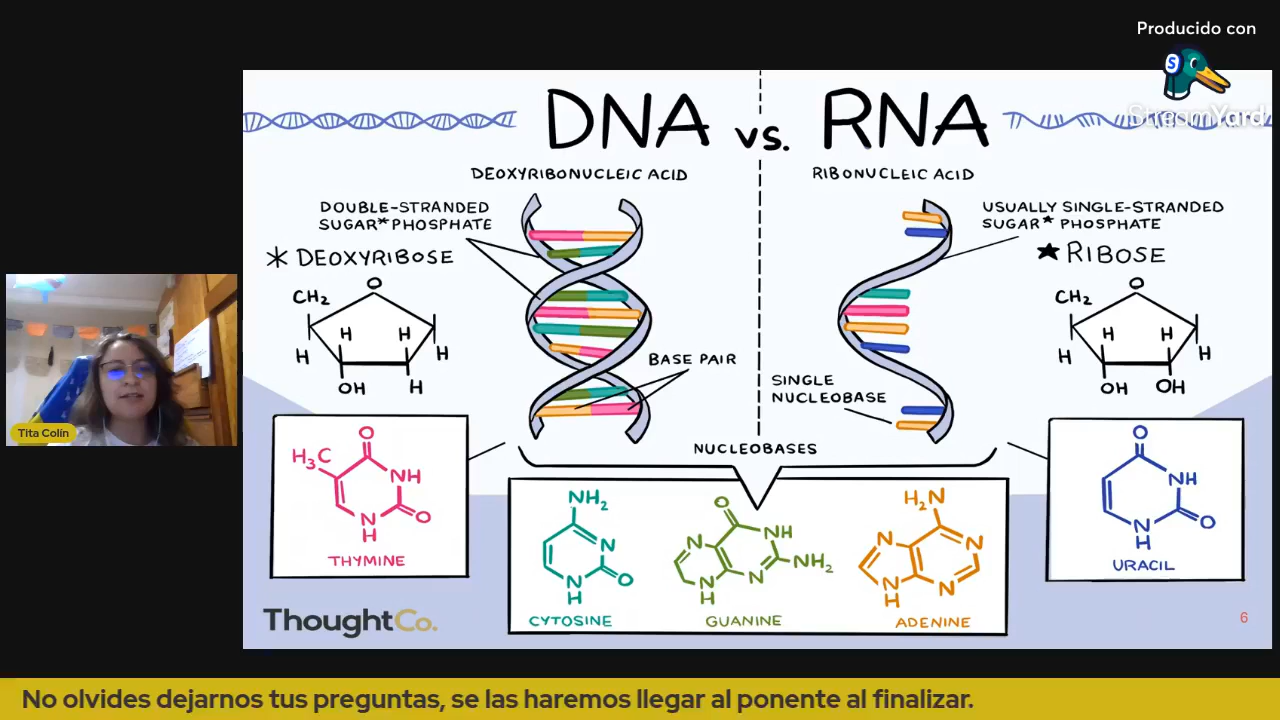 Producido con
StreamYard
DNA vs. RNA
DEOXYRIBONUCLEIC ACID
RIBONUCLEIC ACID
DOUBLE-STRANDED
SUGAR* PHOSPHATE
* DEOXYRIBOSE
O
CH₂
H
H
H
H
OH
H
BASE PAIR
USUALLY SINGLE-STRANDED
SUGAR★ PHOSPHATE
★ RIBOSE
O
CH₂
H
H
H
H
OH
OH
SINGLE
NUCLEOBASE
NUCLEOBASES
O
H₃C
NH
N
H
O
THYMINE
NH₂
N
N
H
O
CYTOSINE
O
N
NH
N
H
N
NH₂
GUANINE
H₂N
N
N
N
H
N
ADENINE
O
NH
N
H
O
URACIL
ThoughtCo.
6
Tita Colín
No olvides dejarnos tus preguntas, se las haremos llegar al ponente al finalizar.